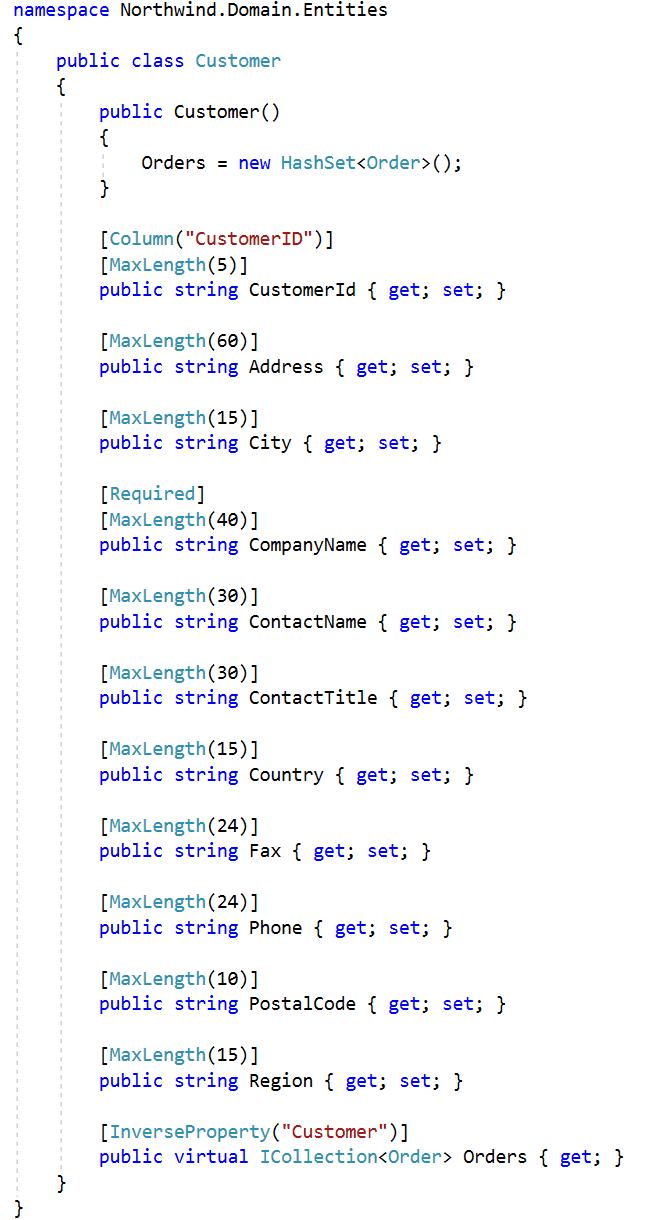 namespace Northwind.Domain.Entities
{
    public class Customer
    {
        public Customer()
        {
            Orders = new HashSet<Order>();
        }

        [Column("CustomerID")]
        [MaxLength(5)]
        public string CustomerId { get; set; }

        [MaxLength(60)]
        public string Address { get; set; }

        [MaxLength(15)]
        public string City { get; set; }

        [Required]
        [MaxLength(40)]
        public string CompanyName { get; set; }

        [MaxLength(30)]
        public string ContactName { get; set; }

        [MaxLength(30)]
        public string ContactTitle { get; set; }

        [MaxLength(15)]
        public string Country { get; set; }

        [MaxLength(24)]
        public string Fax { get; set; }

        [MaxLength(24)]
        public string Phone { get; set; }

        [MaxLength(10)]
        public string PostalCode { get; set; }

        [MaxLength(15)]
        public string Region { get; set; }

        [InverseProperty("Customer")]
        public virtual ICollection<Order> Orders { get; }
    }
}